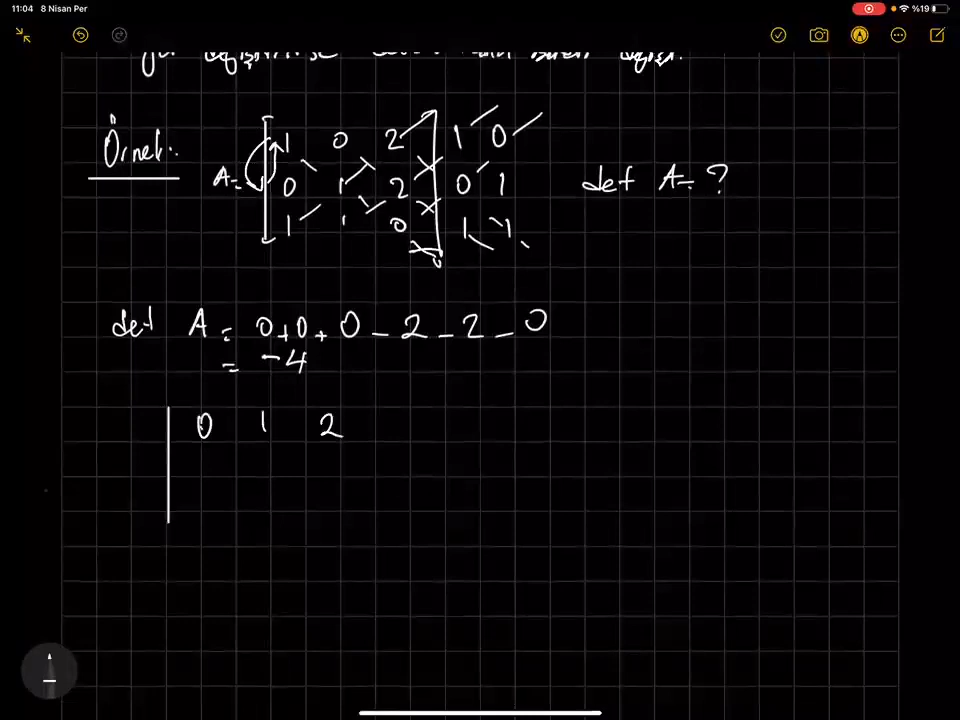 11:04 8 Nisan Per %19
Örnek:
1 0 2 1 0
A= 0 1 2 0 1 det A= ?
1 1 0 1 1
det A = 0+0+0-2-2-0
= -4
0 1 2